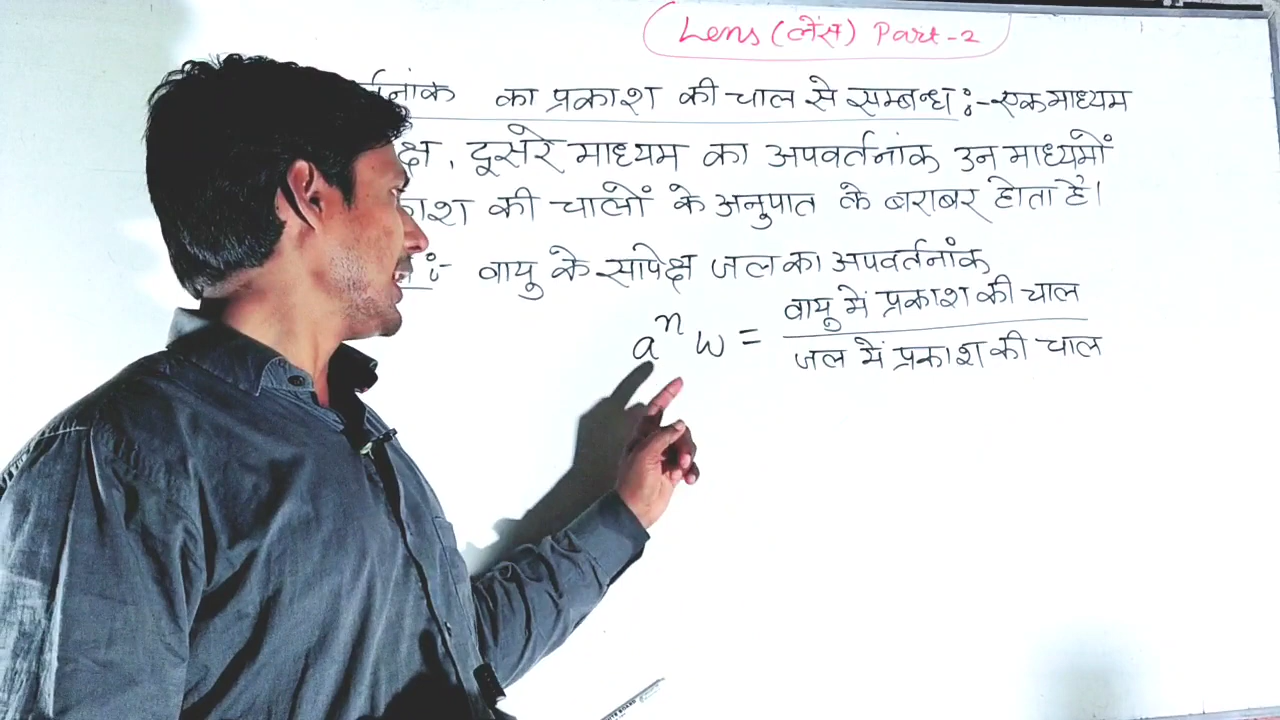 Lens (लेंस) Part-2
का प्रकाश की चाल से सम्बन्ध :- एक माध्यम
, दूसरे माध्यम का अपवर्तनांक उन माध्यमों
की चालों के अनुपात के बराबर होता है।
:- वायु के सापेक्ष जल का अपवर्तनांक
a n w = वायु में प्रकाश की चाल
जल में प्रकाश की चाल